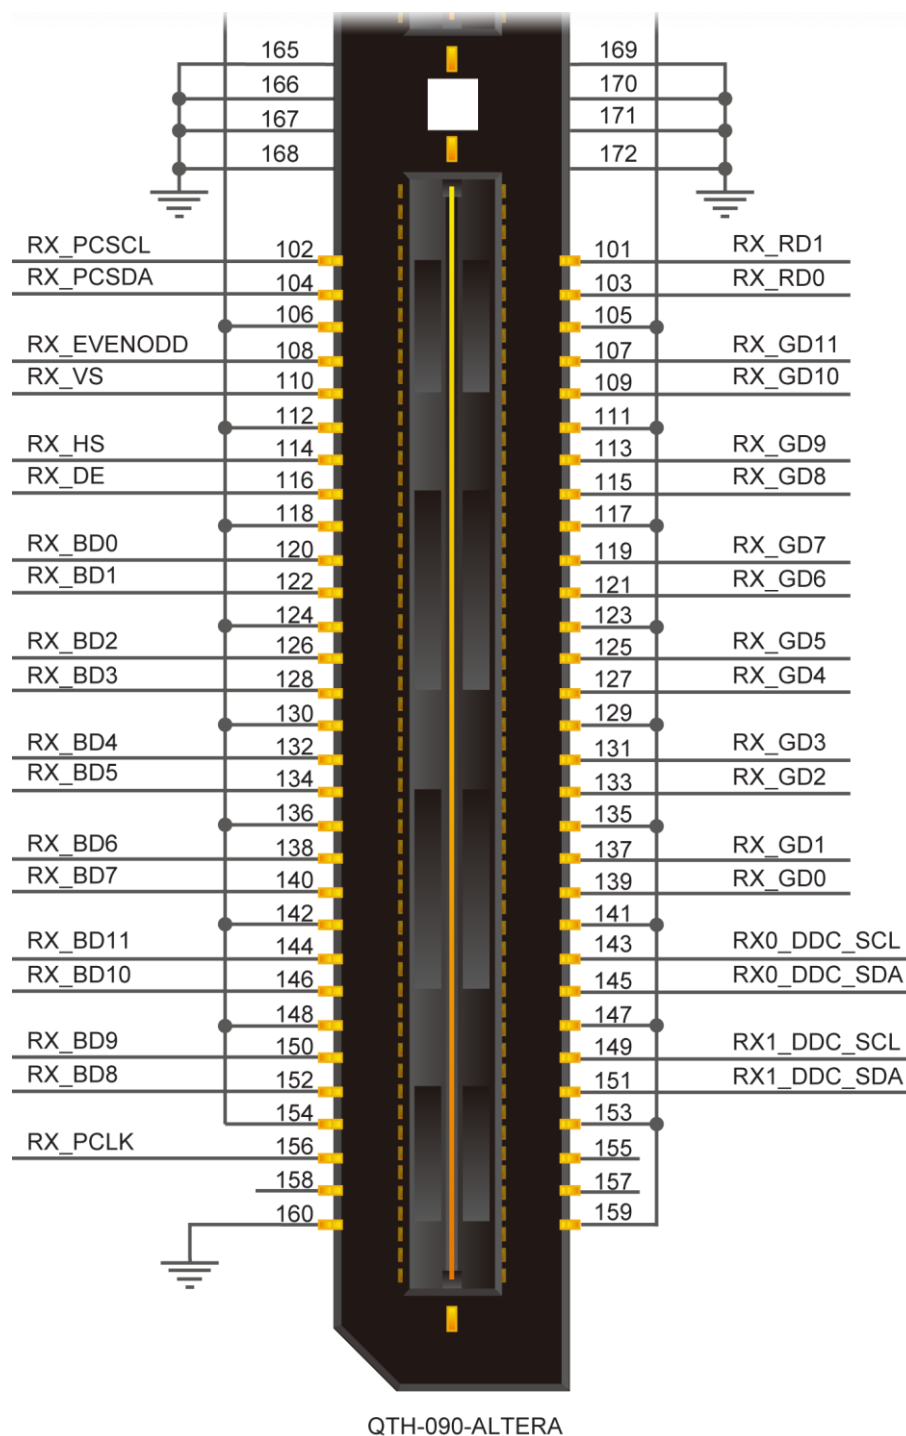 165 169
166 170
167 171
168 172
RX_PCSCL 102 101 RX_RD1
RX_PCSDA 104 103 RX_RD0
106 105
RX_EVENODD 108 107 RX_GD11
RX_VS 110 109 RX_GD10
112 111
RX_HS 114 113 RX_GD9
RX_DE 116 115 RX_GD8
118 117
RX_BD0 120 119 RX_GD7
RX_BD1 122 121 RX_GD6
124 123
RX_BD2 126 125 RX_GD5
RX_BD3 128 127 RX_GD4
130 129
RX_BD4 132 131 RX_GD3
RX_BD5 134 133 RX_GD2
136 135
RX_BD6 138 137 RX_GD1
RX_BD7 140 139 RX_GD0
142 141
RX_BD11 144 143 RX0_DDC_SCL
RX_BD10 146 145 RX0_DDC_SDA
148 147
RX_BD9 150 149 RX1_DDC_SCL
RX_BD8 152 151 RX1_DDC_SDA
154 153
RX_PCLK 156 155
158 157
160 159
QTH-090-ALTERA